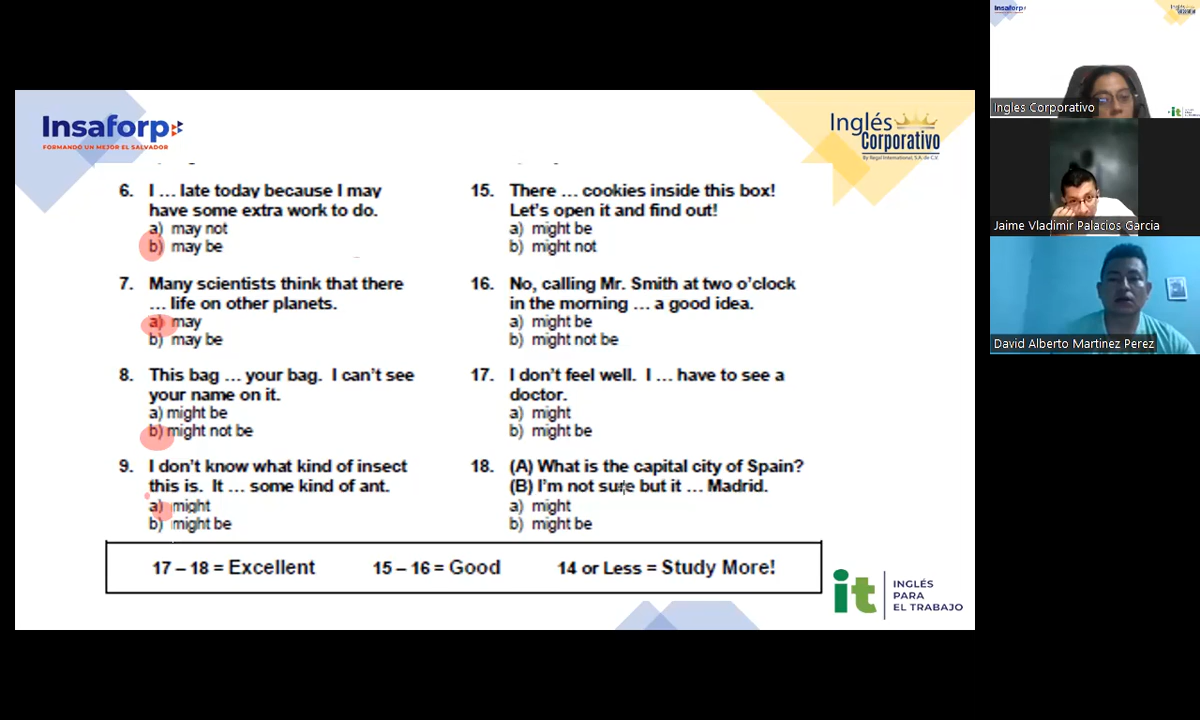 Insaforp
FORMANDO UN MEJOR EL SALVADOR
Inglés
Corporativo
By Regal International, S.A. de C.V.
6. I ... late today because I may
have some extra work to do.
a) may not
b) may be
7. Many scientists think that there
... life on other planets.
a) may
b) may be
8. This bag ... your bag. I can't see
your name on it.
a) might be
b) might not be
9. I don't know what kind of insect
this is. It ... some kind of ant.
a) might
b) might be
15. There ... cookies inside this box!
Let's open it and find out!
a) might be
b) might not
16. No, calling Mr. Smith at two o'clock
in the morning ... a good idea.
a) might be
b) might not be
17. I don't feel well. I ... have to see a
doctor.
a) might
b) might be
18. (A) What is the capital city of Spain?
(B) I'm not sure but it ... Madrid.
a) might
b) might be
17 – 18 = Excellent 15 – 16 = Good 14 or Less = Study More!
it
INGLÉS
PARA
EL TRABAJO
Insaforp
Ingles Corporativo
it
Jaime Vladimir Palacios Garcia
David Alberto Martinez Perez